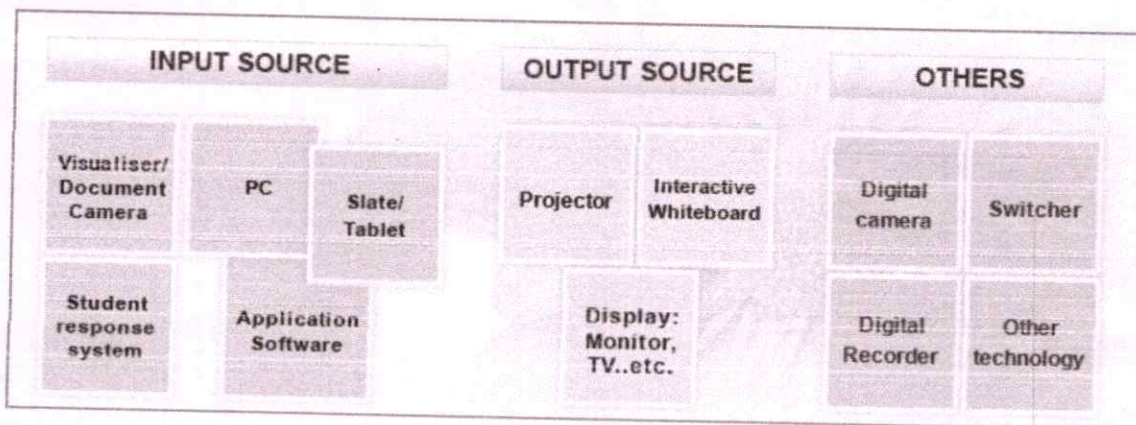 INPUT SOURCE
Visualiser/
Document
Camera
PC
Slate/
Tablet
Student
response
system
Application
Software
OUTPUT SOURCE
Projector
Interactive
Whiteboard
Display:
Monitor,
TV..etc.
OTHERS
Digital
camera
Switcher
Digital
Recorder
Other
technology